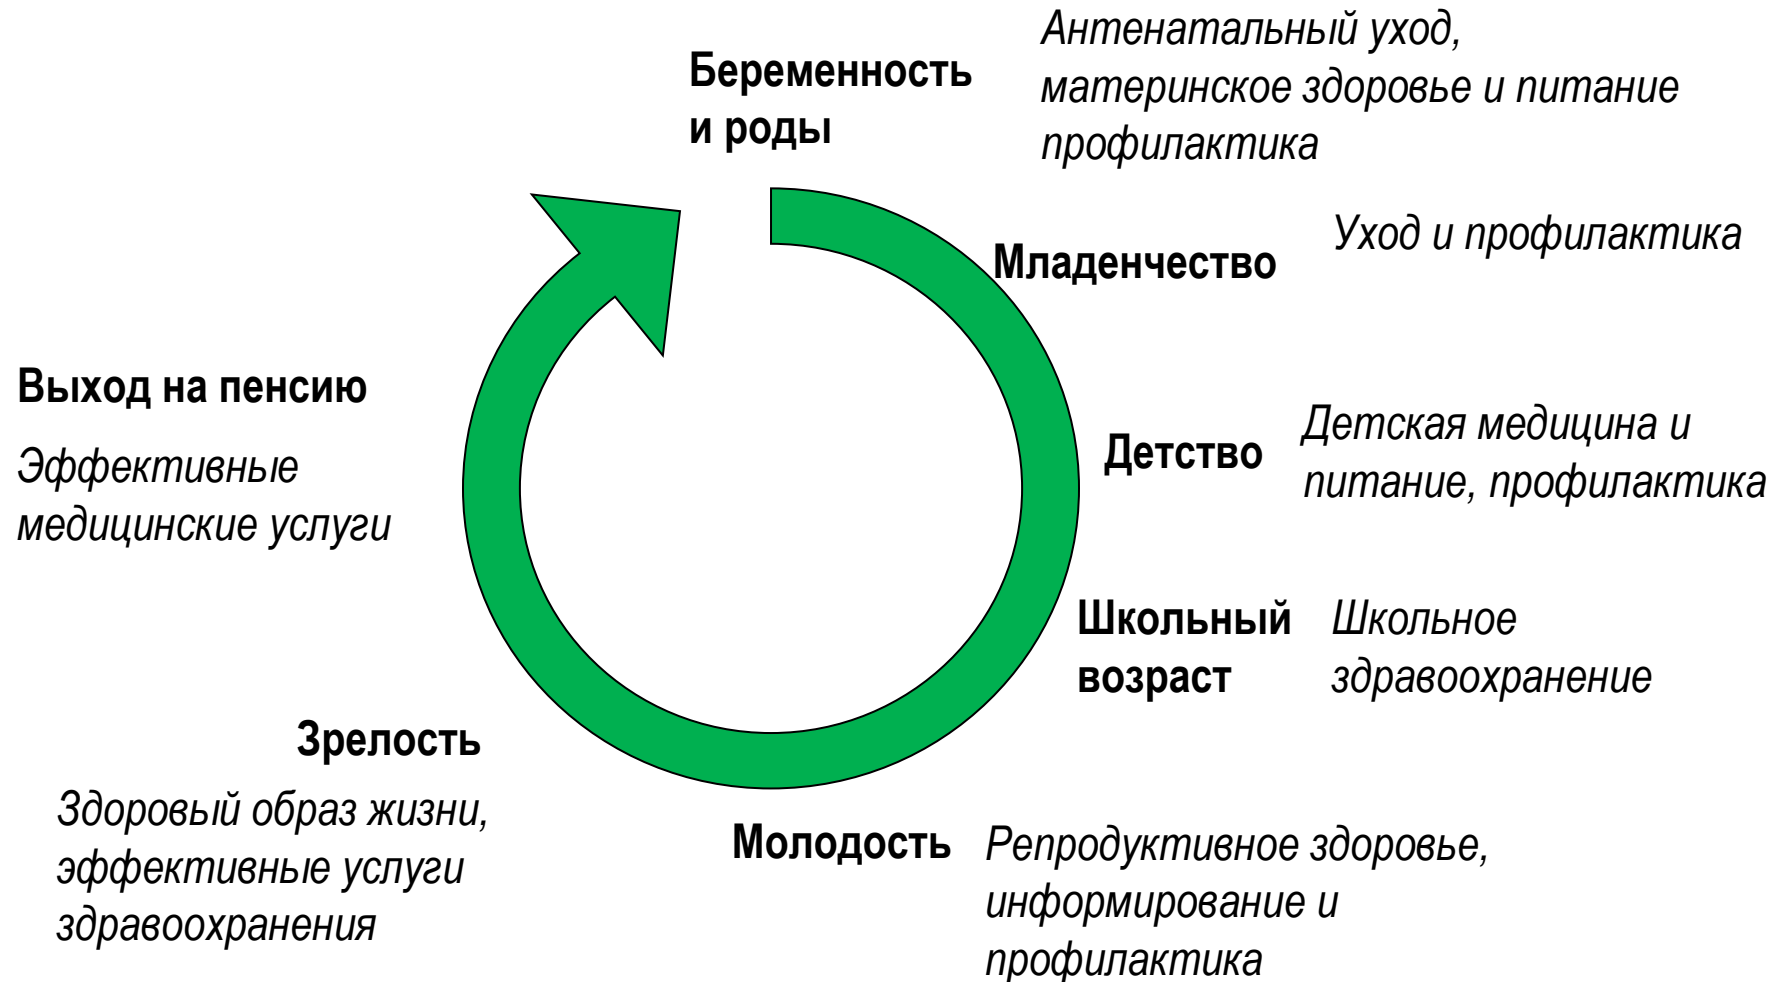 Беременность
и роды
Антенатальный уход,
материнское здоровье и питание
профилактика
Младенчество
Уход и профилактика
Детство
Детская медицина и
питание, профилактика
Школьный
возраст
Школьное
здравоохранение
Молодость
Репродуктивное здоровье,
информирование и
профилактика
Зрелость
Здоровый образ жизни,
эффективные услуги
здравоохранения
Выход на пенсию
Эффективные
медицинские услуги